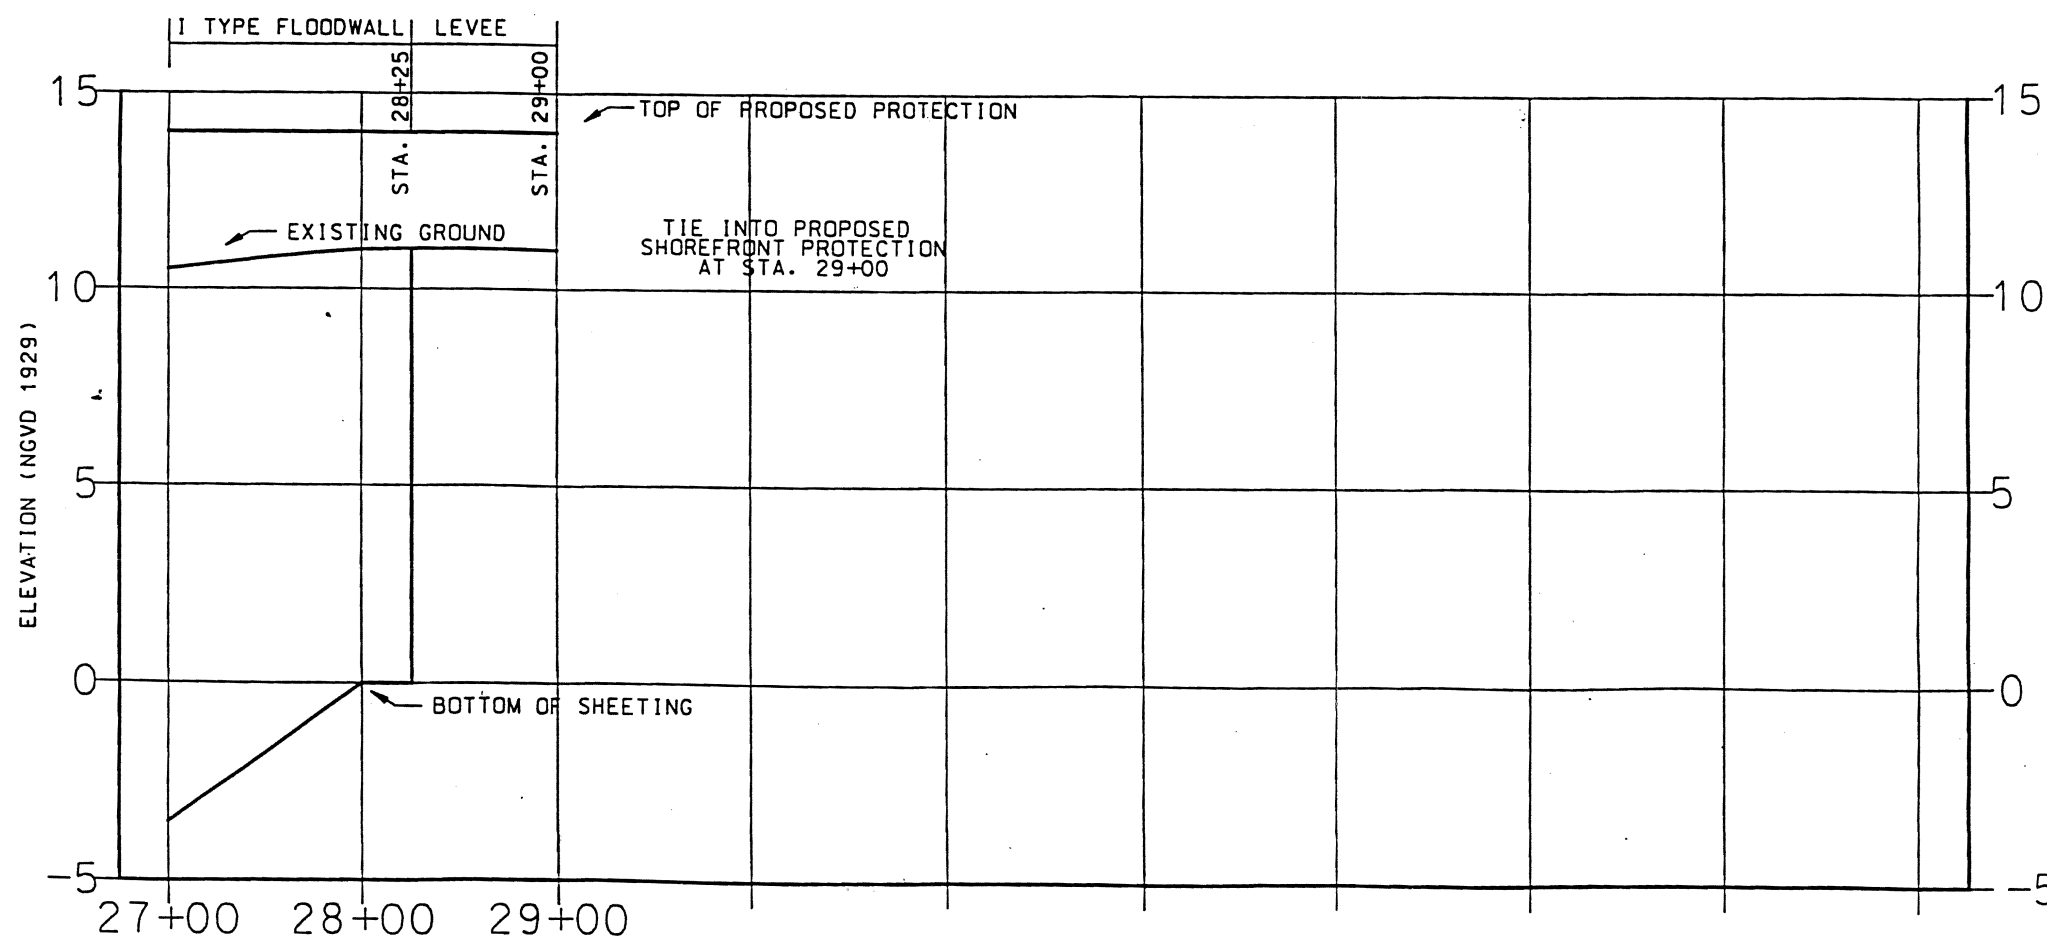 I TYPE FLOODWALL
LEVEE
STA. 28+25
STA. 29+00
15
15
TOP OF PROPOSED PROTECTION
EXISTING GROUND
TIE INTO PROPOSED
SHOREFRONT PROTECTION
AT STA. 29+00
10
10
ELEVATION (NGVD 1929)
5
5
0
0
BOTTOM OF SHEETING
-5
-5
27+00
28+00
29+00